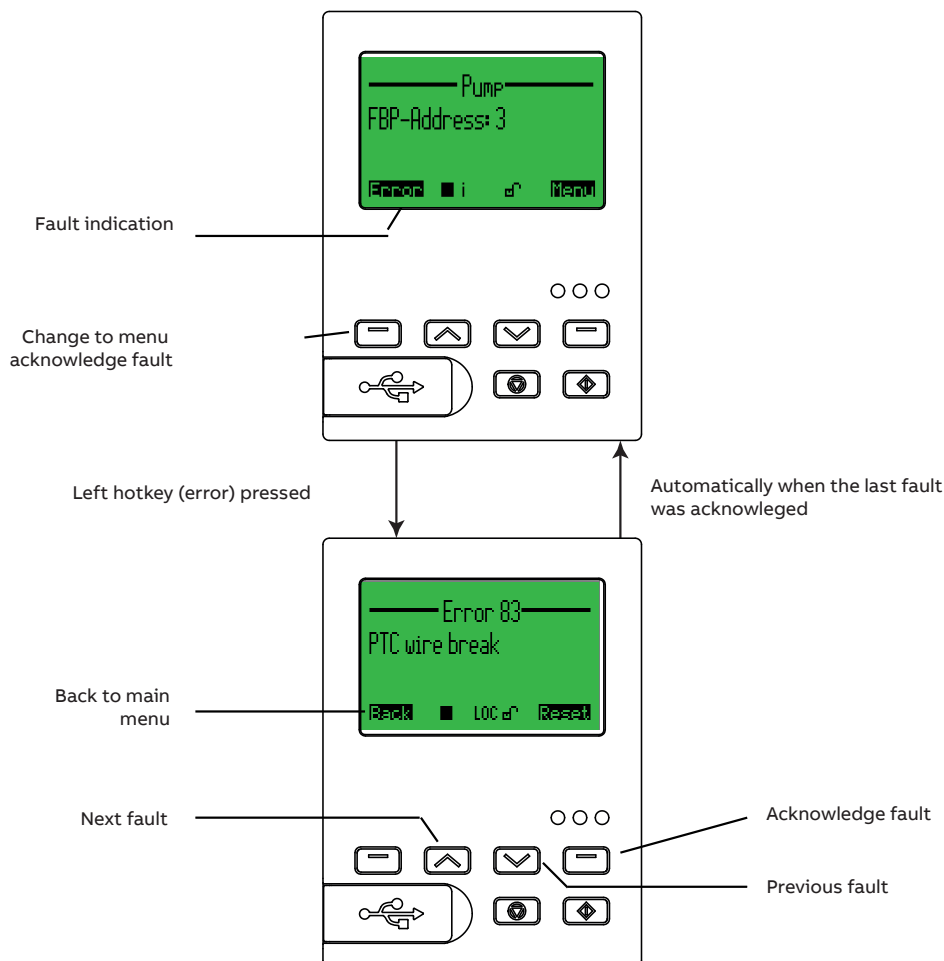 Pump
FBP-Address: 3
Error i Menu
Fault indication
Change to menu
acknowledge fault
Left hotkey (error) pressed
Automatically when the last fault
was acknowleged
Error 83
PTC wire break
Back LOC Reset
Back to main
menu
Next fault
Acknowledge fault
Previous fault